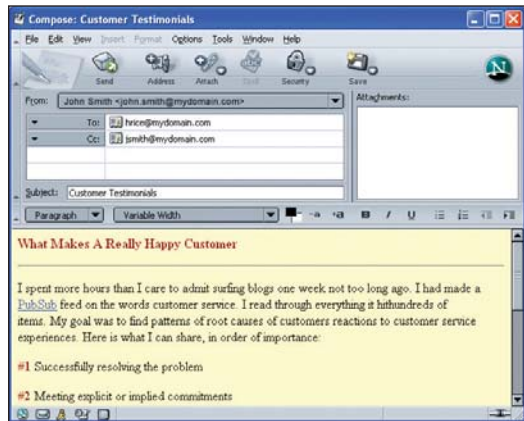 Compose: Customer Testimonials
File Edit View Insert Format Options Tools Window Help
Send Address Attach Security Save
From: John Smith <john.smith@mydomain.com>
Attachments:
To: hrice@mydomain.com
Cc: jsmith@mydomain.com
Subject: Customer Testimonials
Paragraph Variable Width
What Makes A Really Happy Customer
I spent more hours than I care to admit surfing blogs one week not too long ago. I had made a
PubSub feed on the words customer service. I read through everything it hithundreds of
items. My goal was to find patterns of root causes of customers reactions to customer service
experiences. Here is what I can share, in order of importance:
#1 Successfully resolving the problem
#2 Meeting explicit or implied commitments